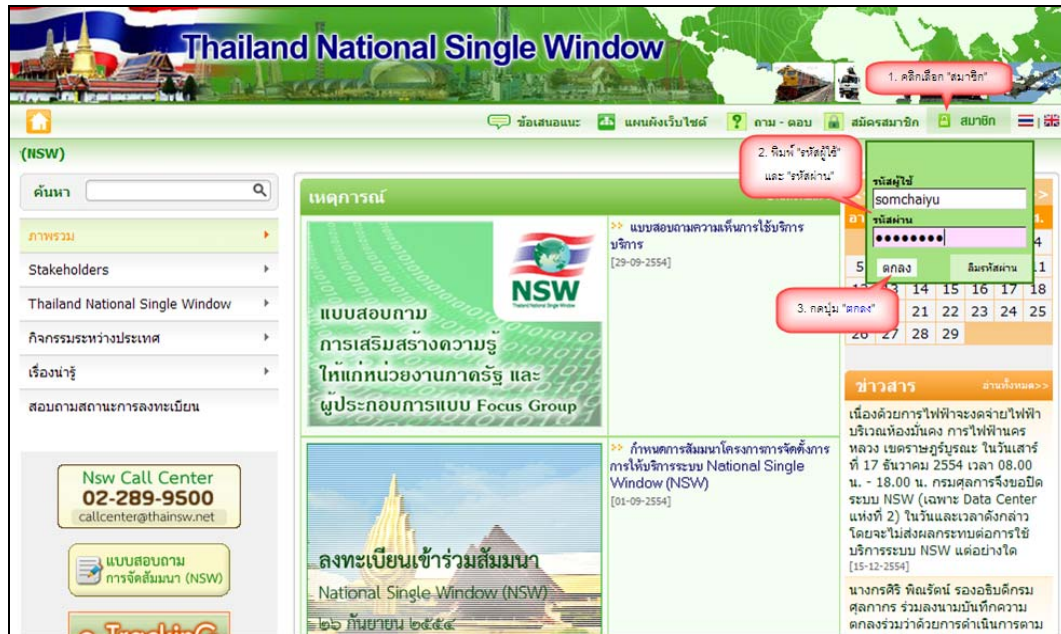 Thailand National Single Window
1. คลิกเลือก "สมาชิก"
ข้อเสนอแนะ แผนผังเว็บไซต์ ถาม - ตอบ สมัครสมาชิก สมาชิก
(NSW)
2. พิมพ์ "รหัสผู้ใช้"
และ "รหัสผ่าน"
รหัสผู้ใช้
somchaiyu
รหัสผ่าน
ตกลง ลืมรหัสผ่าน
3. กดปุ่ม "ตกลง"
ค้นหา
ภาพรวม
Stakeholders
Thailand National Single Window
กิจกรรมระหว่างประเทศ
เรื่องน่ารู้
สอบถามสถานะการลงทะเบียน
Nsw Call Center
02-289-9500
callcenter@thainsw.net
แบบสอบถาม
การจัดสัมมนา (NSW)
e-TrackinG
เหตุการณ์
NSW
แบบสอบถาม
การเสริมสร้างความรู้
ให้แก่หน่วยงานภาครัฐ และ
ผู้ประกอบการแบบ Focus Group
>> แบบสอบถามความเห็นการใช้บริการ
บริการ
[29-09-2554]
ลงทะเบียนเข้าร่วมสัมมนา
National Single Window (NSW)
๒๖ กันยายน ๒๕๕๔
>> กำหนดการสัมมนาโครงการการจัดตั้งการ
การให้บริการระบบ National Single
Window (NSW)
[01-09-2554]
4
5 11
12 13 14 15 16 17 18
21 22 23 24 25
26 27 28 29
ข่าวสาร อ่านทั้งหมด>>
เนื่องด้วยการไฟฟ้าจะงดจ่ายไฟฟ้า
บริเวณห้องมั่นคง การไฟฟ้านคร
หลวง เขตราษฎร์บูรณะ ในวันเสาร์
ที่ 17 ธันวาคม 2554 เวลา 08.00
น. - 18.00 น. กรมศุลการจึงขอปิด
ระบบ NSW (เฉพาะ Data Center
แห่งที่ 2) ในวันและเวลาดังกล่าว
โดยจะไม่ส่งผลกระทบต่อการใช้
บริการระบบ NSW แต่อย่างใด
[15-12-2554]
นางกรศิริ พิณรัตน์ รองอธิบดีกรม
ศุลกากร ร่วมลงนามบันทึกความ
ตกลงร่วมว่าด้วยการดำเนินการตาม